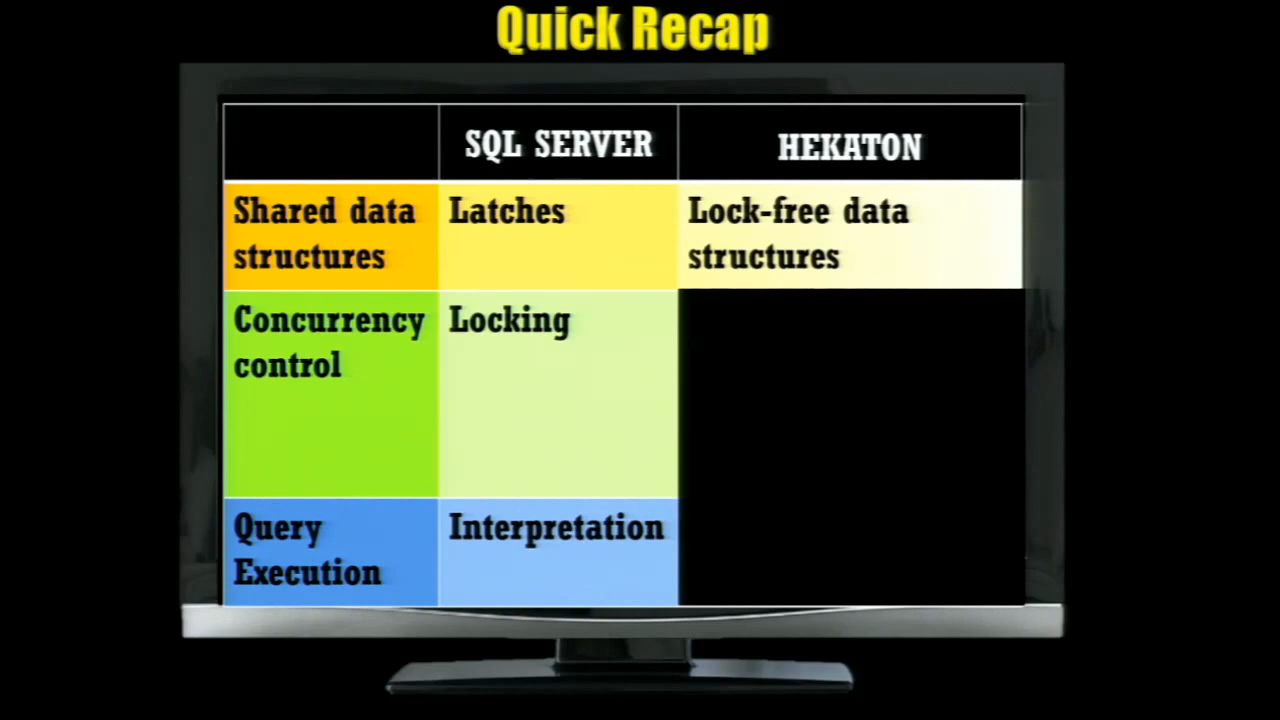 Quick Recap
SQL SERVER
HEKATON
Shared data
structures
Latches
Lock-free data
structures
Concurrency
control
Locking
Query
Execution
Interpretation